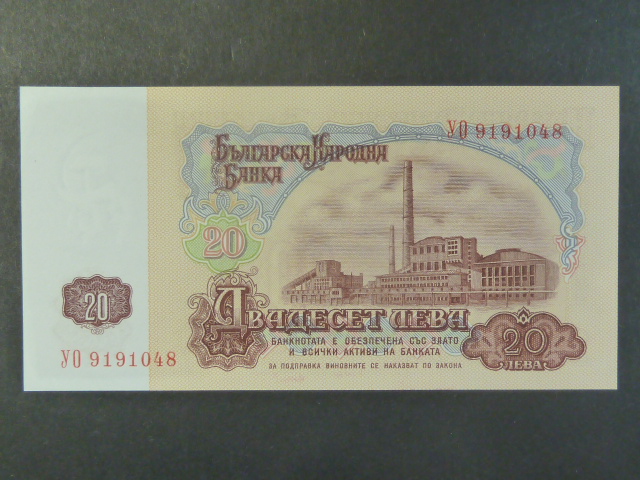 УО 9191048
Българска Народна
Банка
20
20
Двадесет лева
БАНКНОТАТА Е ОБЕЗПЕЧЕНА СЪС ЗЛАТО
И ВСИЧКИ АКТИВИ НА БАНКАТА
20
ЛЕВА
УО 9191048
ЗА ПОДПРАВКА ВИНОВНИТЕ СЕ НАКАЗВАТ ПО ЗАКОНА